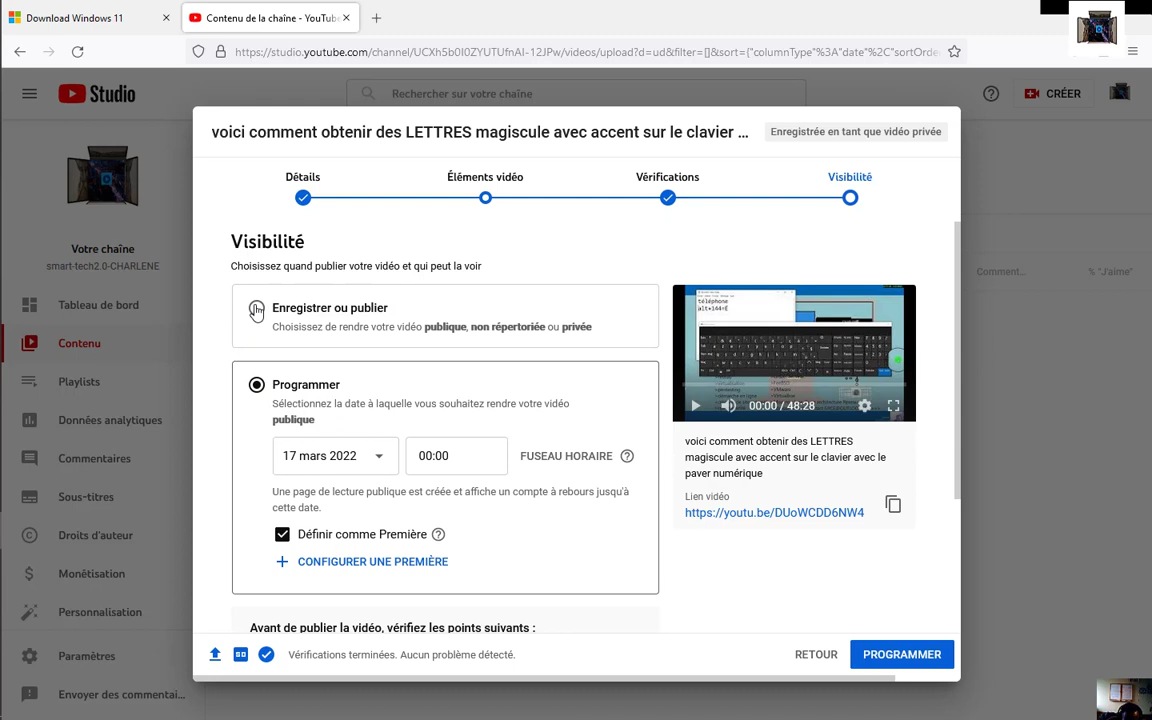 Download Windows 11
Contenu de la chaîne - YouTube
https://studio.youtube.com/channel/UCXh5b0I0ZYUTUfnAI-12JPw/videos/upload?d=ud&filter=[]&sort={"columnType"%3A"date"%2C"sortOrde
Studio
Rechercher sur votre chaîne
CRÉER
voici comment obtenir des LETTRES magiscule avec accent sur le clavier ...
Enregistrée en tant que vidéo privée
Détails
Éléments vidéo
Vérifications
Visibilité
Votre chaîne
smart-tech2.0-CHARLENE
Tableau de bord
Contenu
Playlists
Données analytiques
Commentaires
Sous-titres
Droits d'auteur
Monétisation
Personnalisation
Paramètres
Envoyer des commentai...
Comment...
% "J'aime"
Visibilité
Choisissez quand publier votre vidéo et qui peut la voir
Enregistrer ou publier
Choisissez de rendre votre vidéo publique, non répertoriée ou privée
Programmer
Sélectionnez la date à laquelle vous souhaitez rendre votre vidéo
publique
17 mars 2022
00:00
FUSEAU HORAIRE
Une page de lecture publique est créée et affiche un compte à rebours jusqu'à
cette date.
Définir comme Première
CONFIGURER UNE PREMIÈRE
Avant de publier la vidéo, vérifiez les points suivants :
téléphone
alt+144=É
00:00 / 48:28
voici comment obtenir des LETTRES
magiscule avec accent sur le clavier avec le
paver numérique
Lien vidéo
https://youtu.be/DUoWCDD6NW4
Vérifications terminées. Aucun problème détecté.
RETOUR
PROGRAMMER